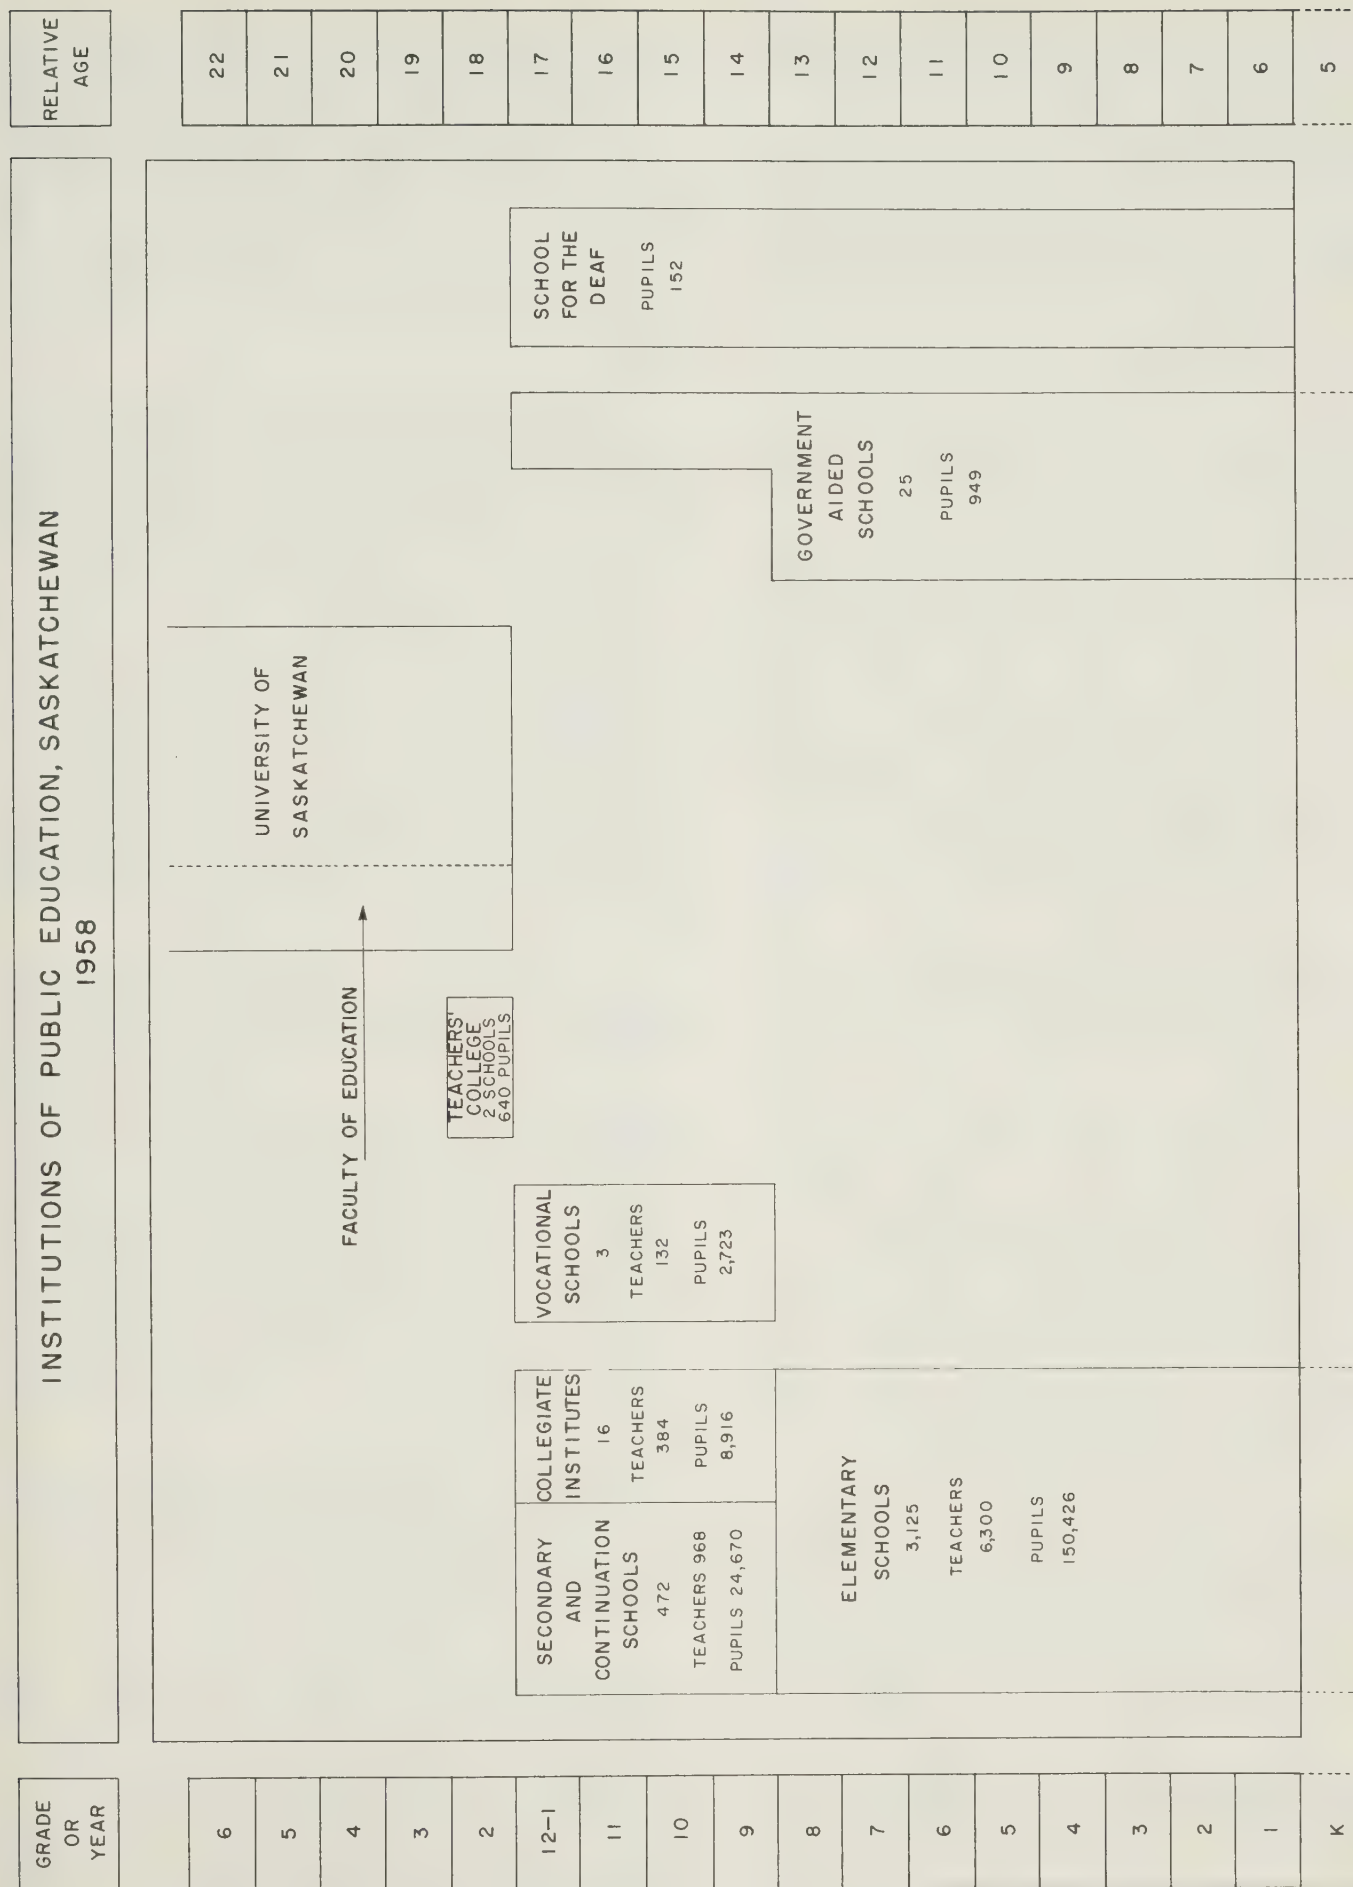 GRADE
OR
YEAR
INSTITUTIONS OF PUBLIC EDUCATION, SASKATCHEWAN
1958
RELATIVE
AGE
6
5
4
3
2
12-1
11
10
9
8
7
6
5
4
3
2
1
K
FACULTY OF EDUCATION
UNIVERSITY OF
SASKATCHEWAN
TEACHERS'
COLLEGE
2 SCHOOLS
640 PUPILS
SECONDARY
AND
CONTINUATION
SCHOOLS
472
TEACHERS 968
PUPILS 24,670
COLLEGIATE
INSTITUTES
16
TEACHERS
384
PUPILS
8,916
VOCATIONAL
SCHOOLS
3
TEACHERS
132
PUPILS
2,723
SCHOOL
FOR THE
DEAF
PUPILS
152
ELEMENTARY
SCHOOLS
3,125
TEACHERS
6,300
PUPILS
150,426
GOVERNMENT
AIDED
SCHOOLS
25
PUPILS
949
22
21
20
19
18
17
16
15
14
13
12
11
10
9
8
7
6
5